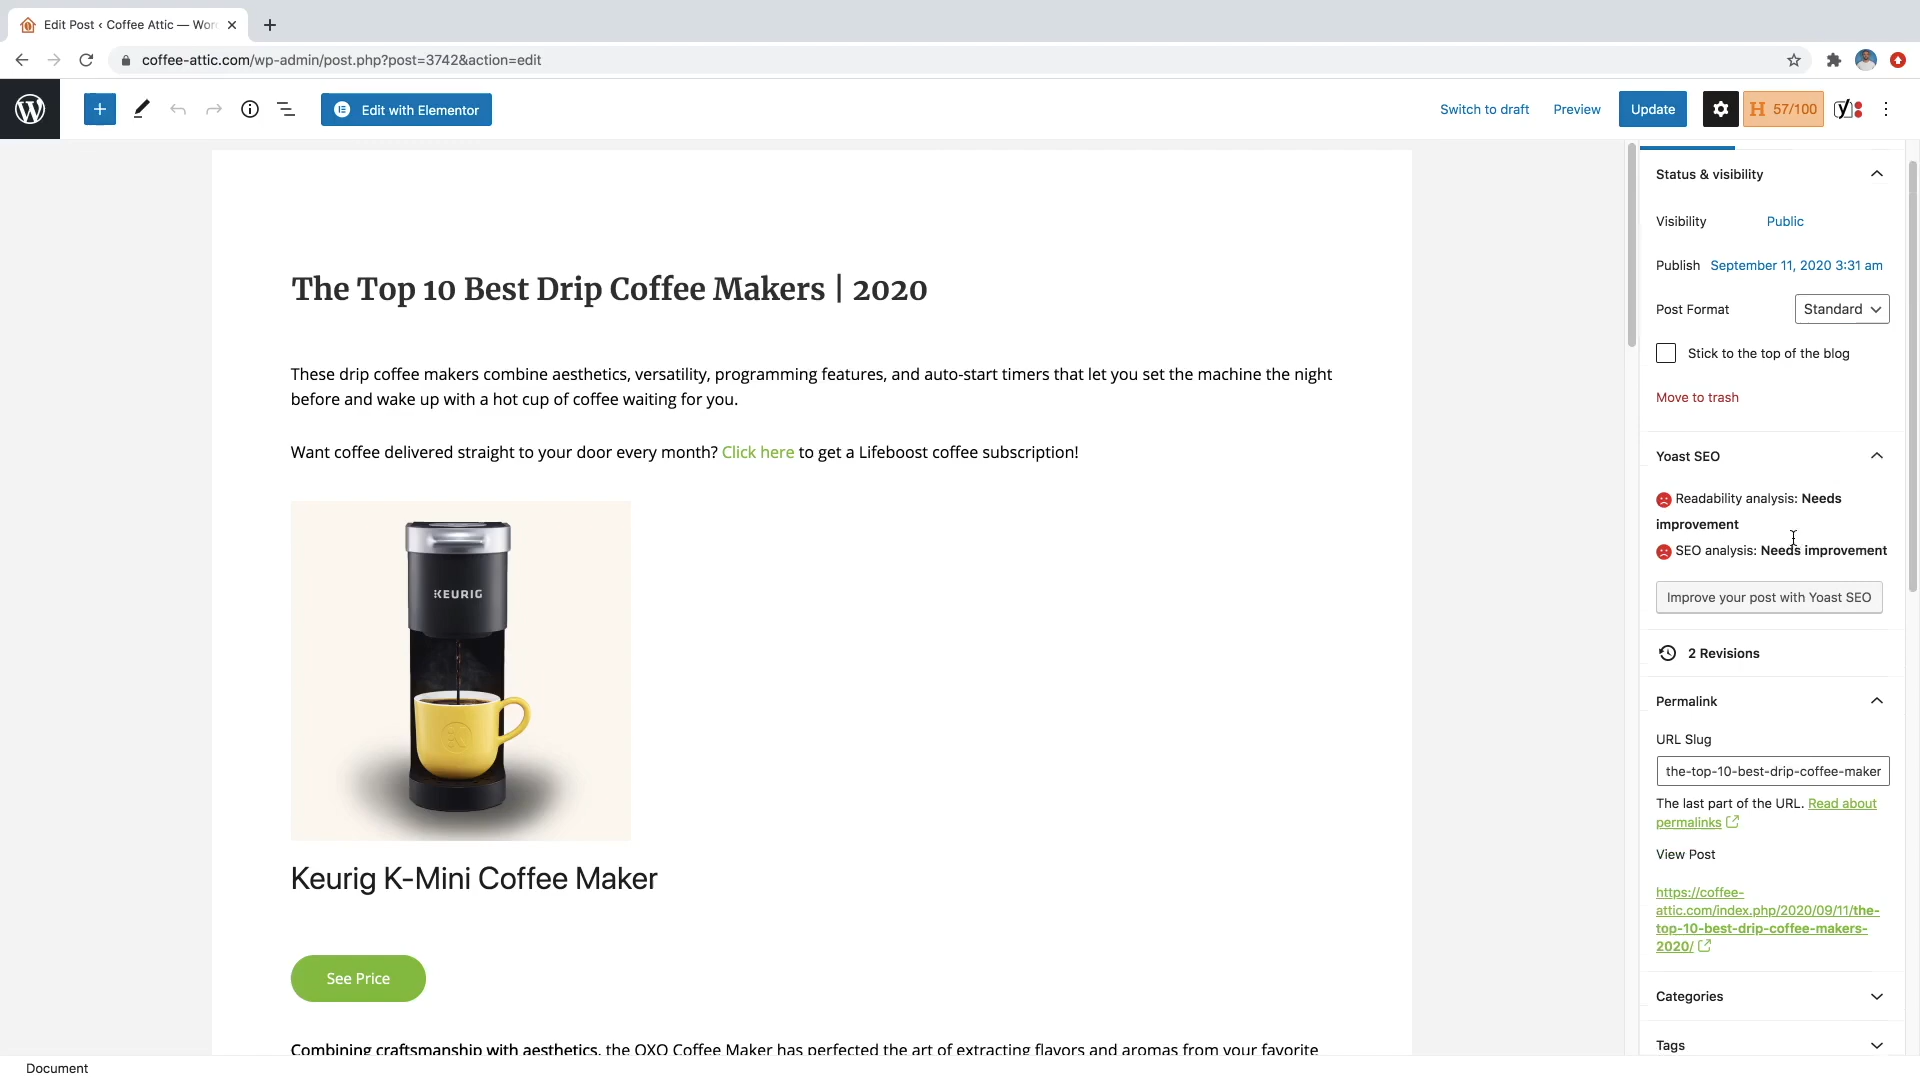 Edit Post ‹ Coffee Attic — Wor
coffee-attic.com/wp-admin/post.php?post=3742&action=edit
Edit with Elementor
Switch to draft
Preview
Update
H 57/100
The Top 10 Best Drip Coffee Makers | 2020
These drip coffee makers combine aesthetics, versatility, programming features, and auto-start timers that let you set the machine the night
before and wake up with a hot cup of coffee waiting for you.
Want coffee delivered straight to your door every month? Click here to get a Lifeboost coffee subscription!
KEURIG
Keurig K-Mini Coffee Maker
See Price
Combining craftsmanship with aesthetics, the OXO Coffee Maker has perfected the art of extracting flavors and aromas from your favorite
Status & visibility
Visibility Public
Publish September 11, 2020 3:31 am
Post Format Standard
Stick to the top of the blog
Move to trash
Yoast SEO
Readability analysis: Needs
improvement
SEO analysis: Needs improvement
Improve your post with Yoast SEO
2 Revisions
Permalink
URL Slug
the-top-10-best-drip-coffee-maker
The last part of the URL. Read about
permalinks
View Post
https://coffee-
attic.com/index.php/2020/09/11/the-
top-10-best-drip-coffee-makers-
2020/
Categories
Tags
Document